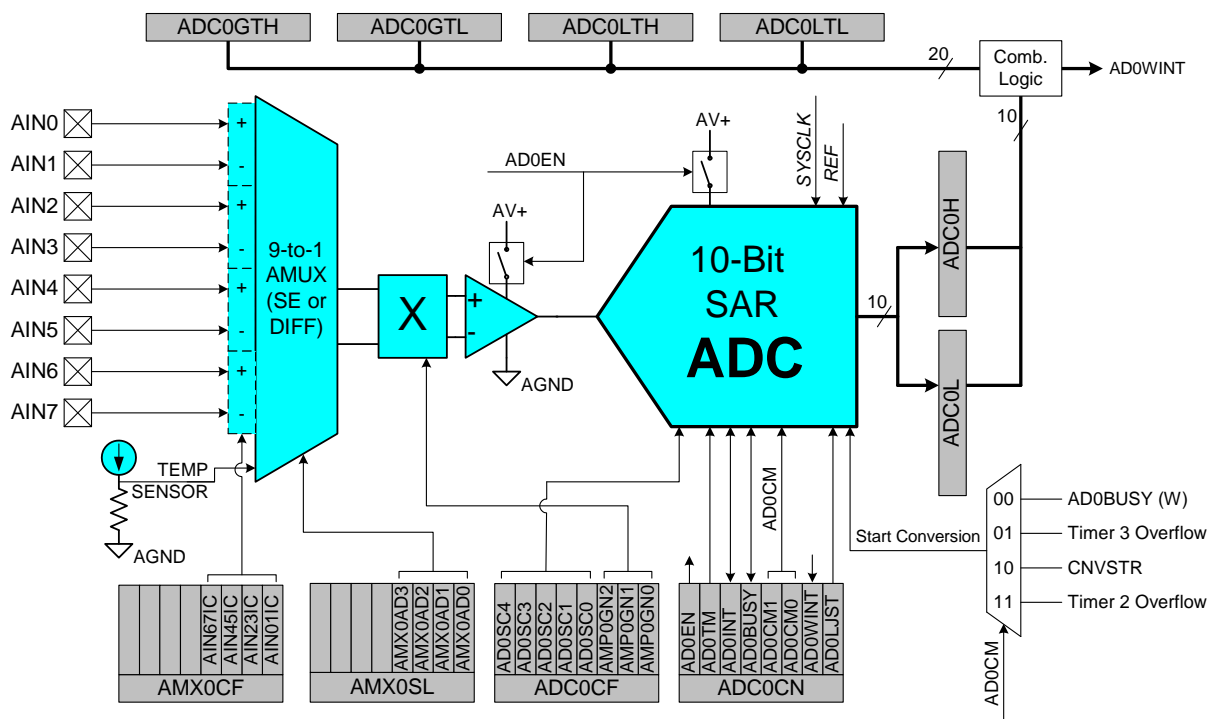 ADC0GTH
ADC0GTL
ADC0LTH
ADC0LTL
20
Comb.
Logic
AD0WINT
10
AIN0
AIN1
AIN2
AIN3
AIN4
AIN5
AIN6
AIN7
+
-
+
-
+
-
+
-
9-to-1
AMUX
(SE or
DIFF)
TEMP
SENSOR
AGND
X
+
-
AV+
AGND
AD0EN
AV+
SYSCLK
REF
10-Bit
SAR
ADC
10
ADC0H
ADC0L
AD0CM
Start Conversion
00
01
10
11
AD0BUSY (W)
Timer 3 Overflow
CNVSTR
Timer 2 Overflow
AD0CM
AIN67IC
AIN45IC
AIN23IC
AIN01IC
AMX0CF
AMX0AD3
AMX0AD2
AMX0AD1
AMX0AD0
AMX0SL
AD0SC4
AD0SC3
AD0SC2
AD0SC1
AD0SC0
AMP0GN2
AMP0GN1
AMP0GN0
ADC0CF
AD0EN
AD0TM
AD0INT
AD0BUSY
AD0CM1
AD0CM0
AD0WINT
AD0LJST
ADC0CN